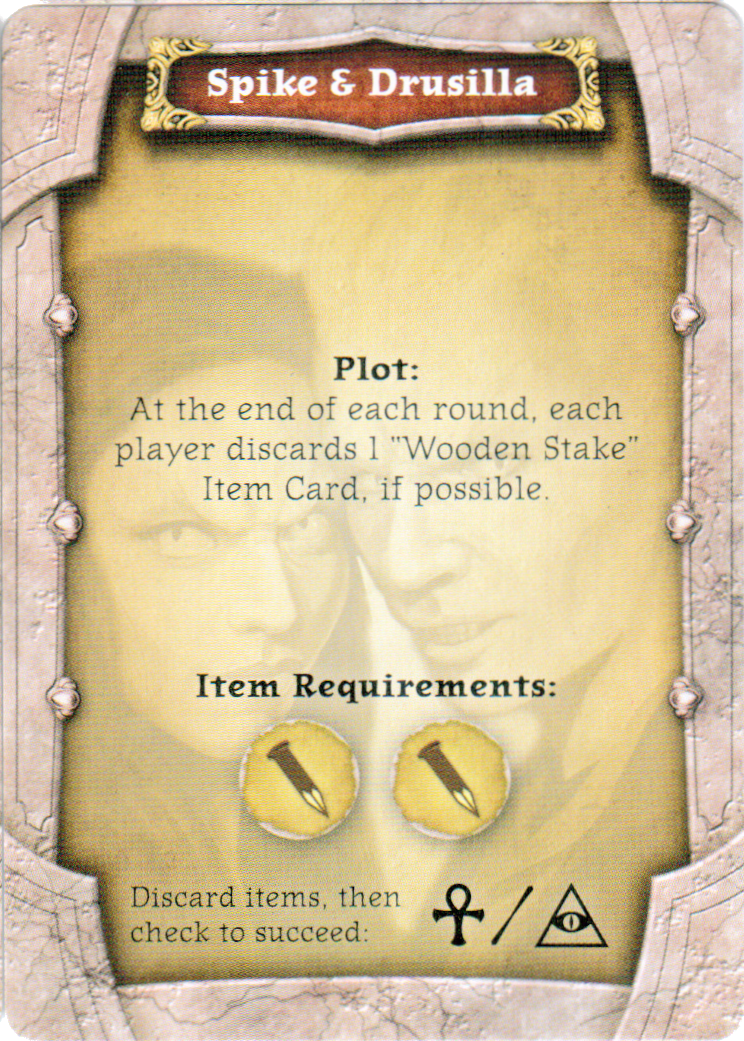 Spike & Drusilla
Plot:
At the end of each round, each
player discards 1 "Wooden Stake"
Item Card, if possible.
Item Requirements:
Discard items, then
check to succeed:
/